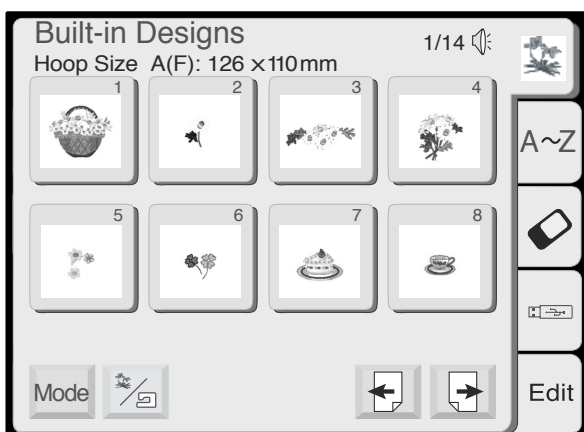 Built-in Designs
1/14
Hoop Size A(F): 126 ×110mm
1 2 3 4
A~Z
5 6 7 8
Mode
Edit